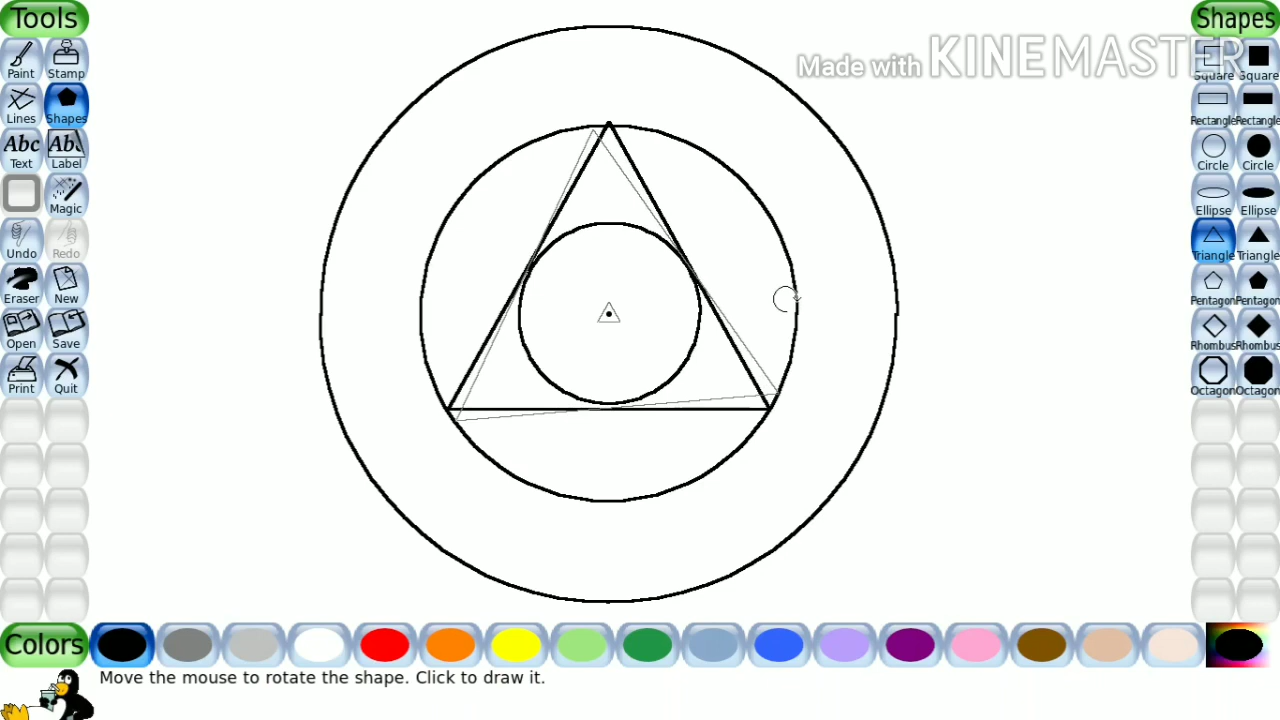 Tools
Shapes
Made with KINEMASTER
Paint
Stamp
Square
Square
Lines
Shapes
Rectangle
Rectangle
Abc
Abc
Text
Label
Circle
Circle
Magic
Ellipse
Ellipse
Undo
Redo
Triangle
Triangle
Eraser
New
Pentagon
Pentagon
Open
Save
Rhombus
Rhombus
Print
Quit
Octagon
Octagon
Colors
Move the mouse to rotate the shape. Click to draw it.